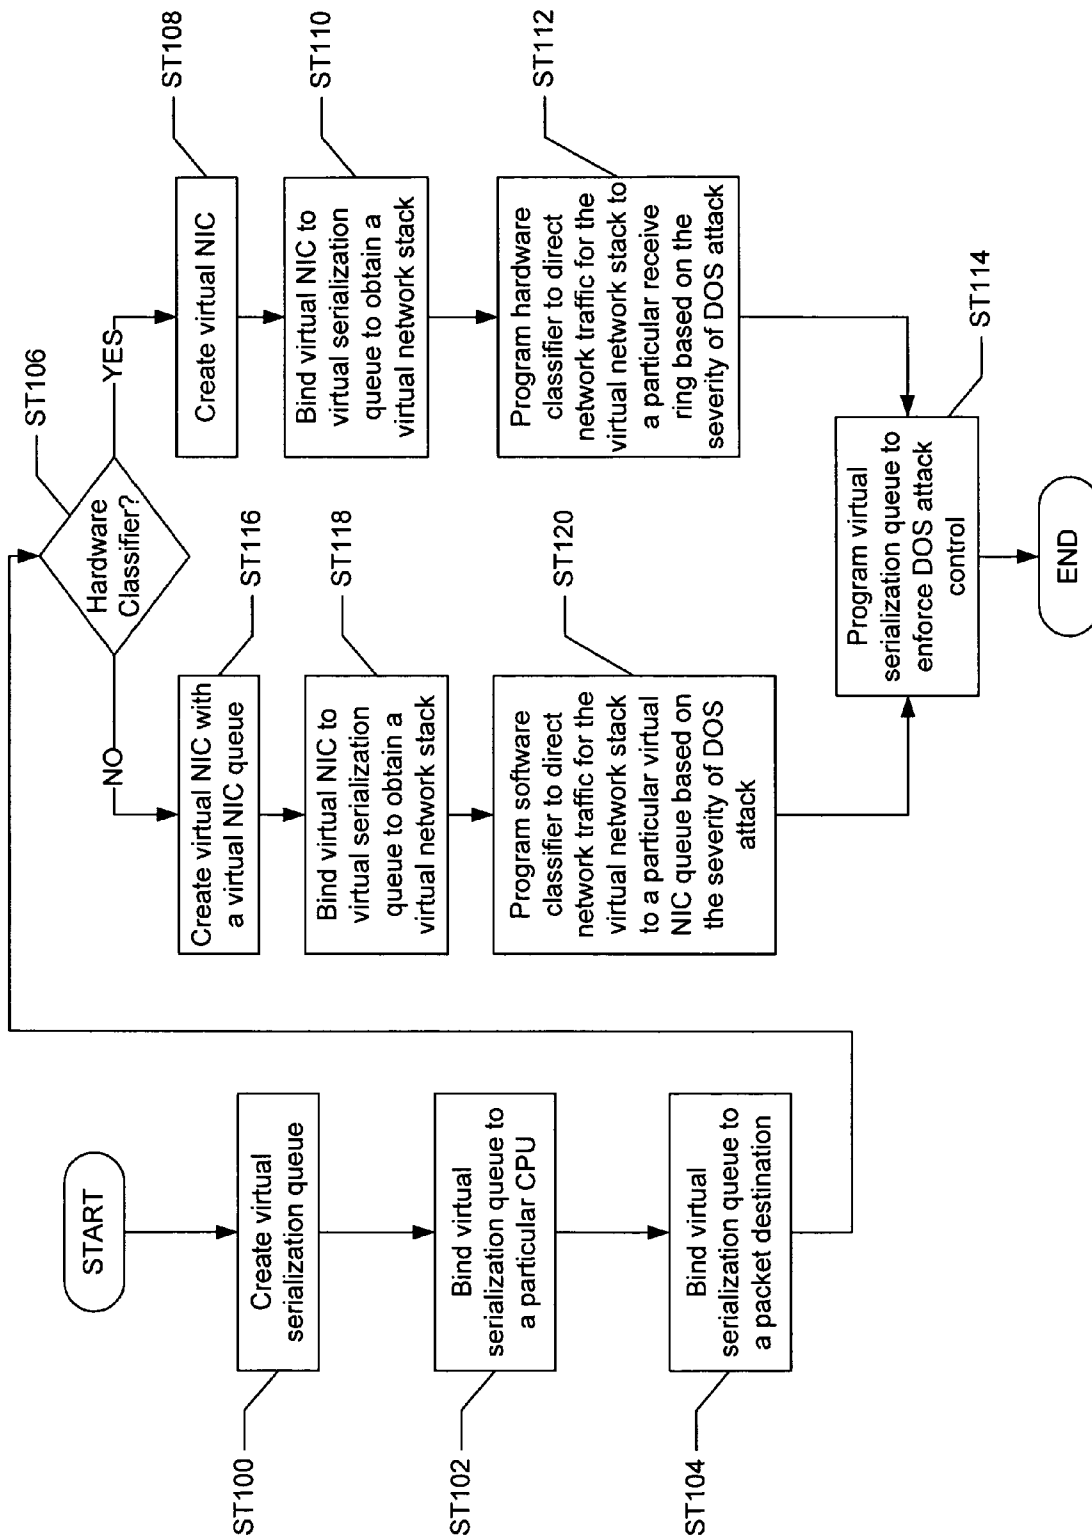 START
Create virtual
serialization queue
ST100
Bind virtual
serialization queue to
a particular CPU
ST102
Bind virtual
serialization queue to
a packet destination
ST104
Hardware
Classifier?
ST106
NO
YES
Create virtual NIC with
a virtual NIC queue
ST116
Bind virtual NIC to
virtual serialization
queue to obtain a
virtual network stack
ST118
Program software
classifier to direct
network traffic for the
virtual network stack
to a particular virtual
NIC queue based on
the severity of DOS
attack
ST120
Create virtual NIC
ST108
Bind virtual NIC to
virtual serialization
queue to obtain a
virtual network stack
ST110
Program hardware
classifier to direct
network traffic for the
virtual network stack to
a particular receive
ring based on the
severity of DOS attack
ST112
Program virtual
serialization queue to
enforce DOS attack
control
ST114
END